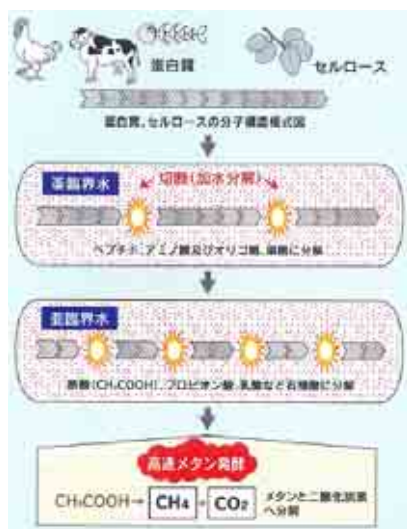 蛋白質
セルロース
蛋白質、セルロースの分子構造模式図
亜臨界水
切断(加水分解)
ペプチド、アミノ酸及びオリゴ糖、単糖に分解
亜臨界水
酢酸(CH₃COOH)、プロピオン酸、乳酸など有機酸に分解
高速メタン発酵
CH₃COOH→ CH₄ + CO₂ メタンと二酸化炭素
へ分解